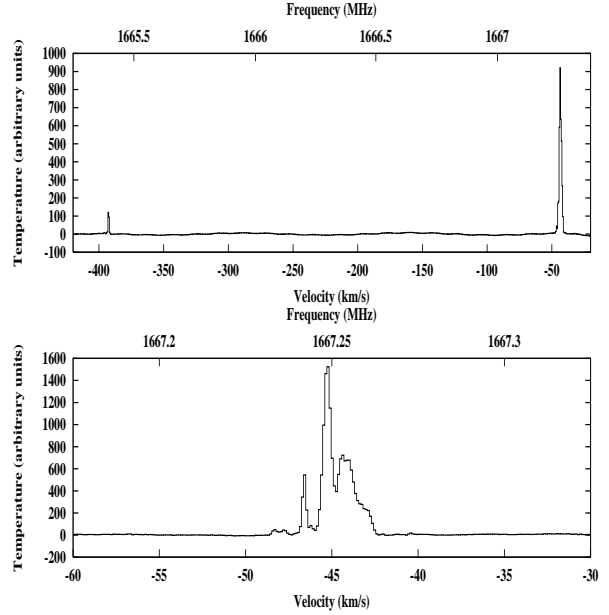 Frequency (MHz)
1665.5 1666 1666.5 1667
Temperature (arbitrary units)
1000
900
800
700
600
500
400
300
200
100
0
-100
-400 -350 -300 -250 -200 -150 -100 -50
Velocity (km/s)
Frequency (MHz)
1667.2 1667.25 1667.3
Temperature (arbitrary units)
1600
1400
1200
1000
800
600
400
200
0
-200
-60 -55 -50 -45 -40 -35 -30
Velocity (km/s)